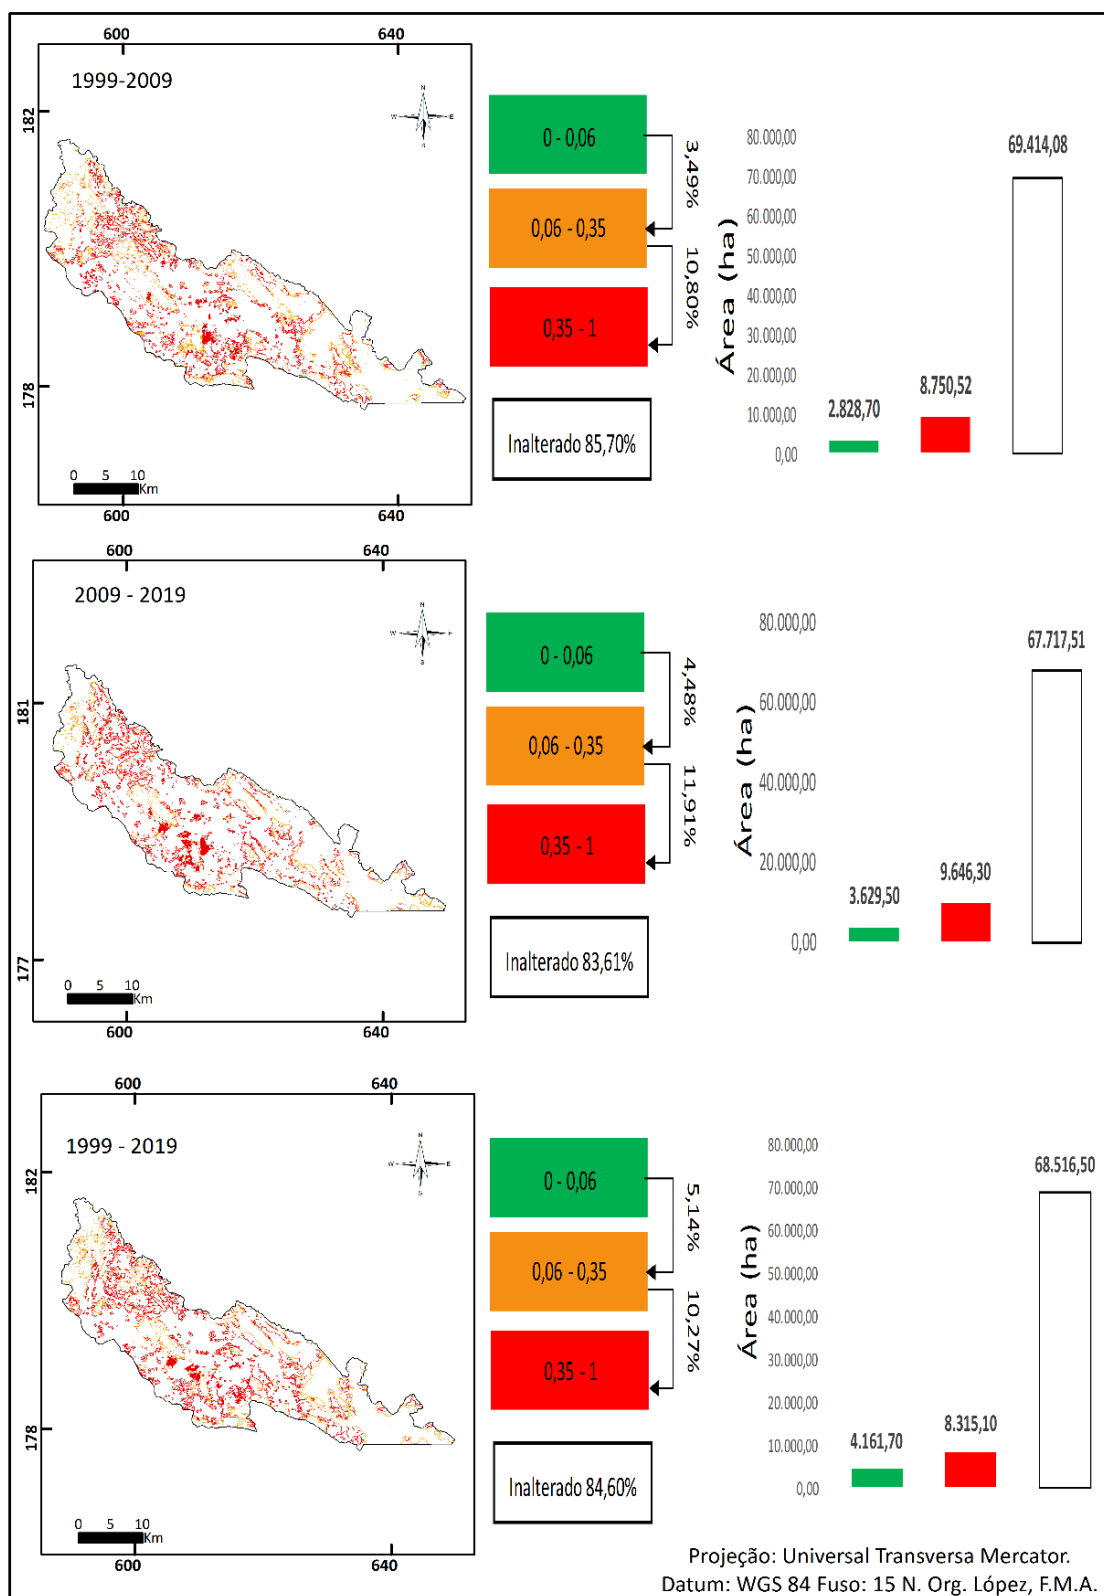 600
640
1999-2009
N
W
E
S
182
178
0
5
10
Km
600
640
0 - 0,06
0,06 - 0,35
0,35 - 1
3,49%
10,80%
Inalterado 85,70%
Área (ha)
80.000,00
70.000,00
60.000,00
50.000,00
40.000,00
30.000,00
20.000,00
10.000,00
0,00
2.828,70
8.750,52
69.414,08
600
640
2009 - 2019
N
W
S
181
177
0
5
10
Km
600
640
0 - 0,06
0,06 - 0,35
0,35 - 1
4,48%
11,91%
Inalterado 83,61%
Área (ha)
80.000,00
60.000,00
40.000,00
20.000,00
0,00
3.629,50
9.646,30
67.717,51
600
640
1999 - 2019
N
W
E
S
182
178
0
5
10
Km
600
640
0 - 0,06
0,06 - 0,35
0,35 - 1
5,14%
10,27%
Inalterado 84,60%
Área (ha)
80.000,00
70.000,00
60.000,00
50.000,00
40.000,00
30.000,00
20.000,00
10.000,00
0,00
4.161,70
8.315,10
68.516,50
Projeção: Universal Transversa Mercator.
Datum: WGS 84 Fuso: 15 N. Org. López, F.M.A.